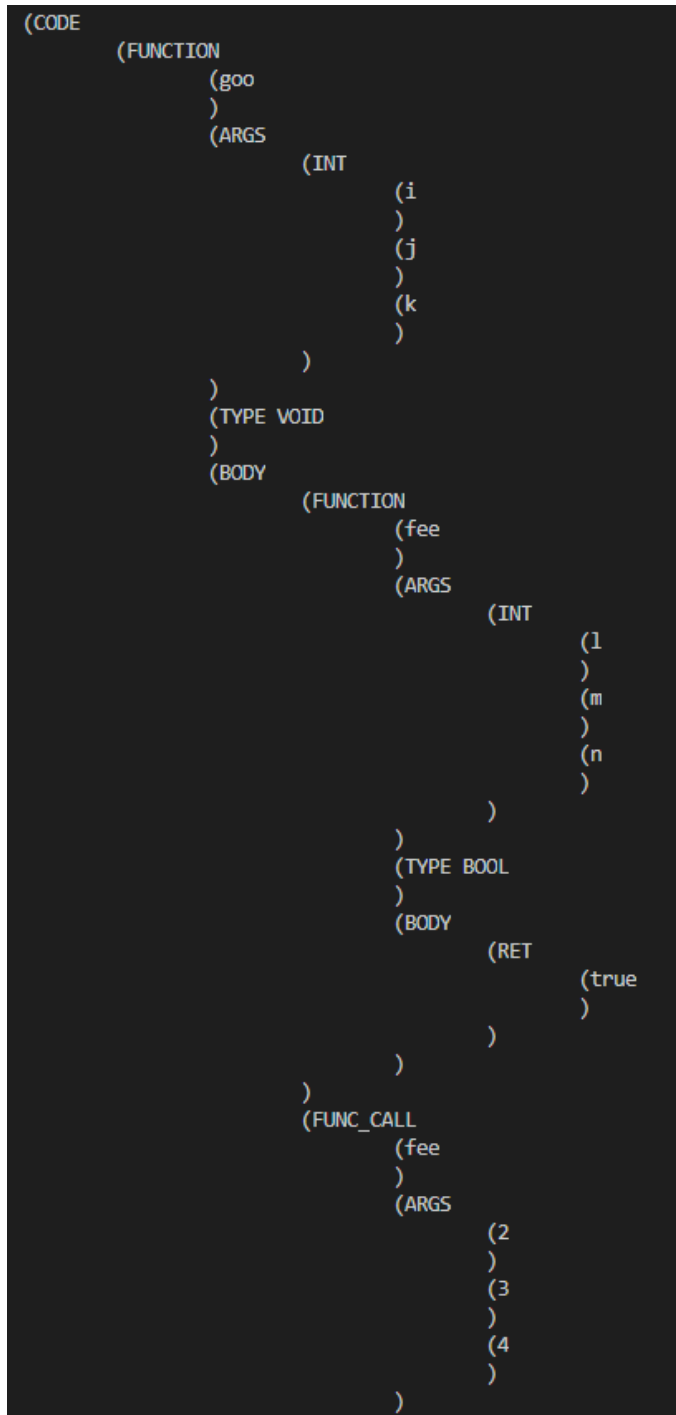 (CODE
(FUNCTION
(goo
)
(ARGS
(INT
(i
)
(j
)
(k
)
)
)
(TYPE VOID
)
(BODY
(FUNCTION
(fee
)
(ARGS
(INT
(l
)
(m
)
(n
)
)
)
(TYPE BOOL
)
(BODY
(RET
(true
)
)
)
)
(FUNC_CALL
(fee
)
(ARGS
(2
)
(3
)
(4
)
)